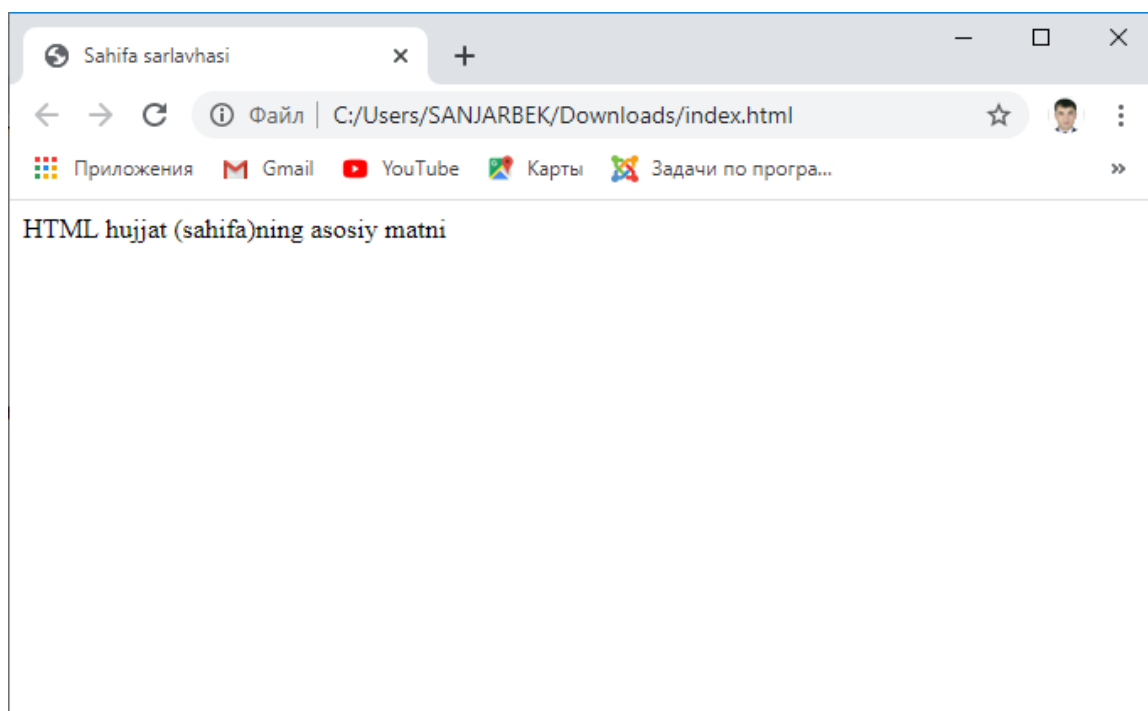 Sahifa sarlavhasi
Файл | C:/Users/SANJARBEK/Downloads/index.html
Приложения Gmail YouTube Карты Задачи по програ...
HTML hujjat (sahifa)ning asosiy matni